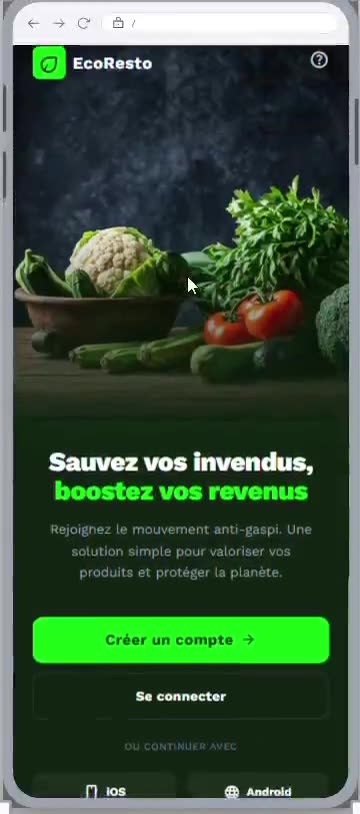 /
EcoResto
Sauvez vos invendus,
boostez vos revenus
Rejoignez le mouvement anti-gaspi. Une
solution simple pour valoriser vos
produits et protéger la planète.
Créer un compte →
Se connecter
OU CONTINUER AVEC
iOS
Android